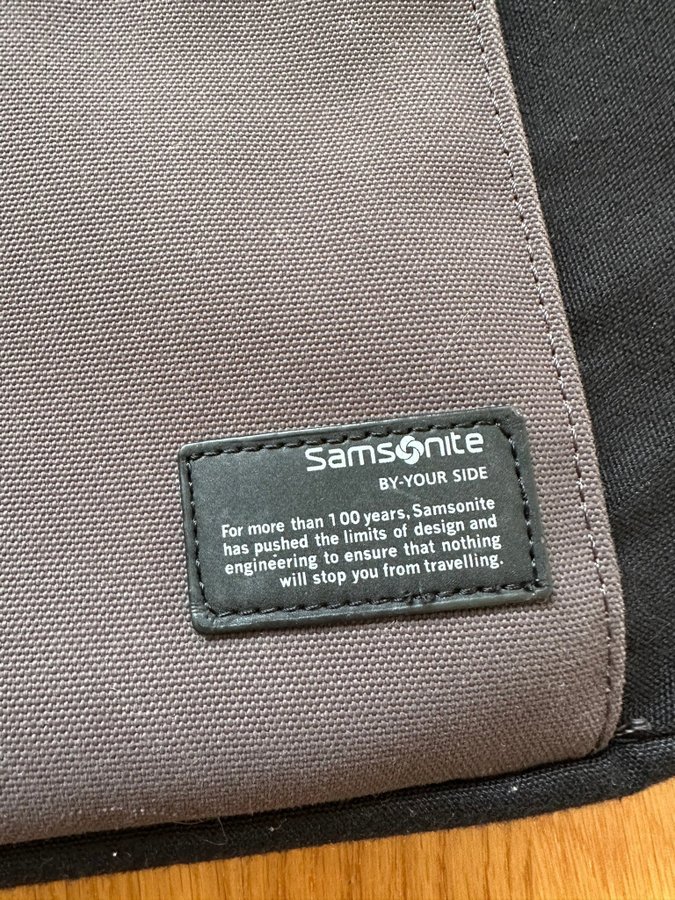 Samsonite
BY-YOUR SIDE
For more than 100 years, Samsonite
has pushed the limits of design and
engineering to ensure that nothing
will stop you from travelling.